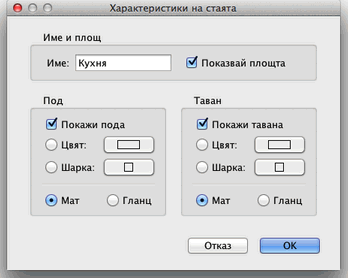 Характеристики на стаята
Име и площ
Име: Кухня Показвай площта
Под
Покажи пода
Цвят:
Шарка:
Мат Гланц
Таван
Покажи тавана
Цвят:
Шарка:
Мат Гланц
Отказ OK